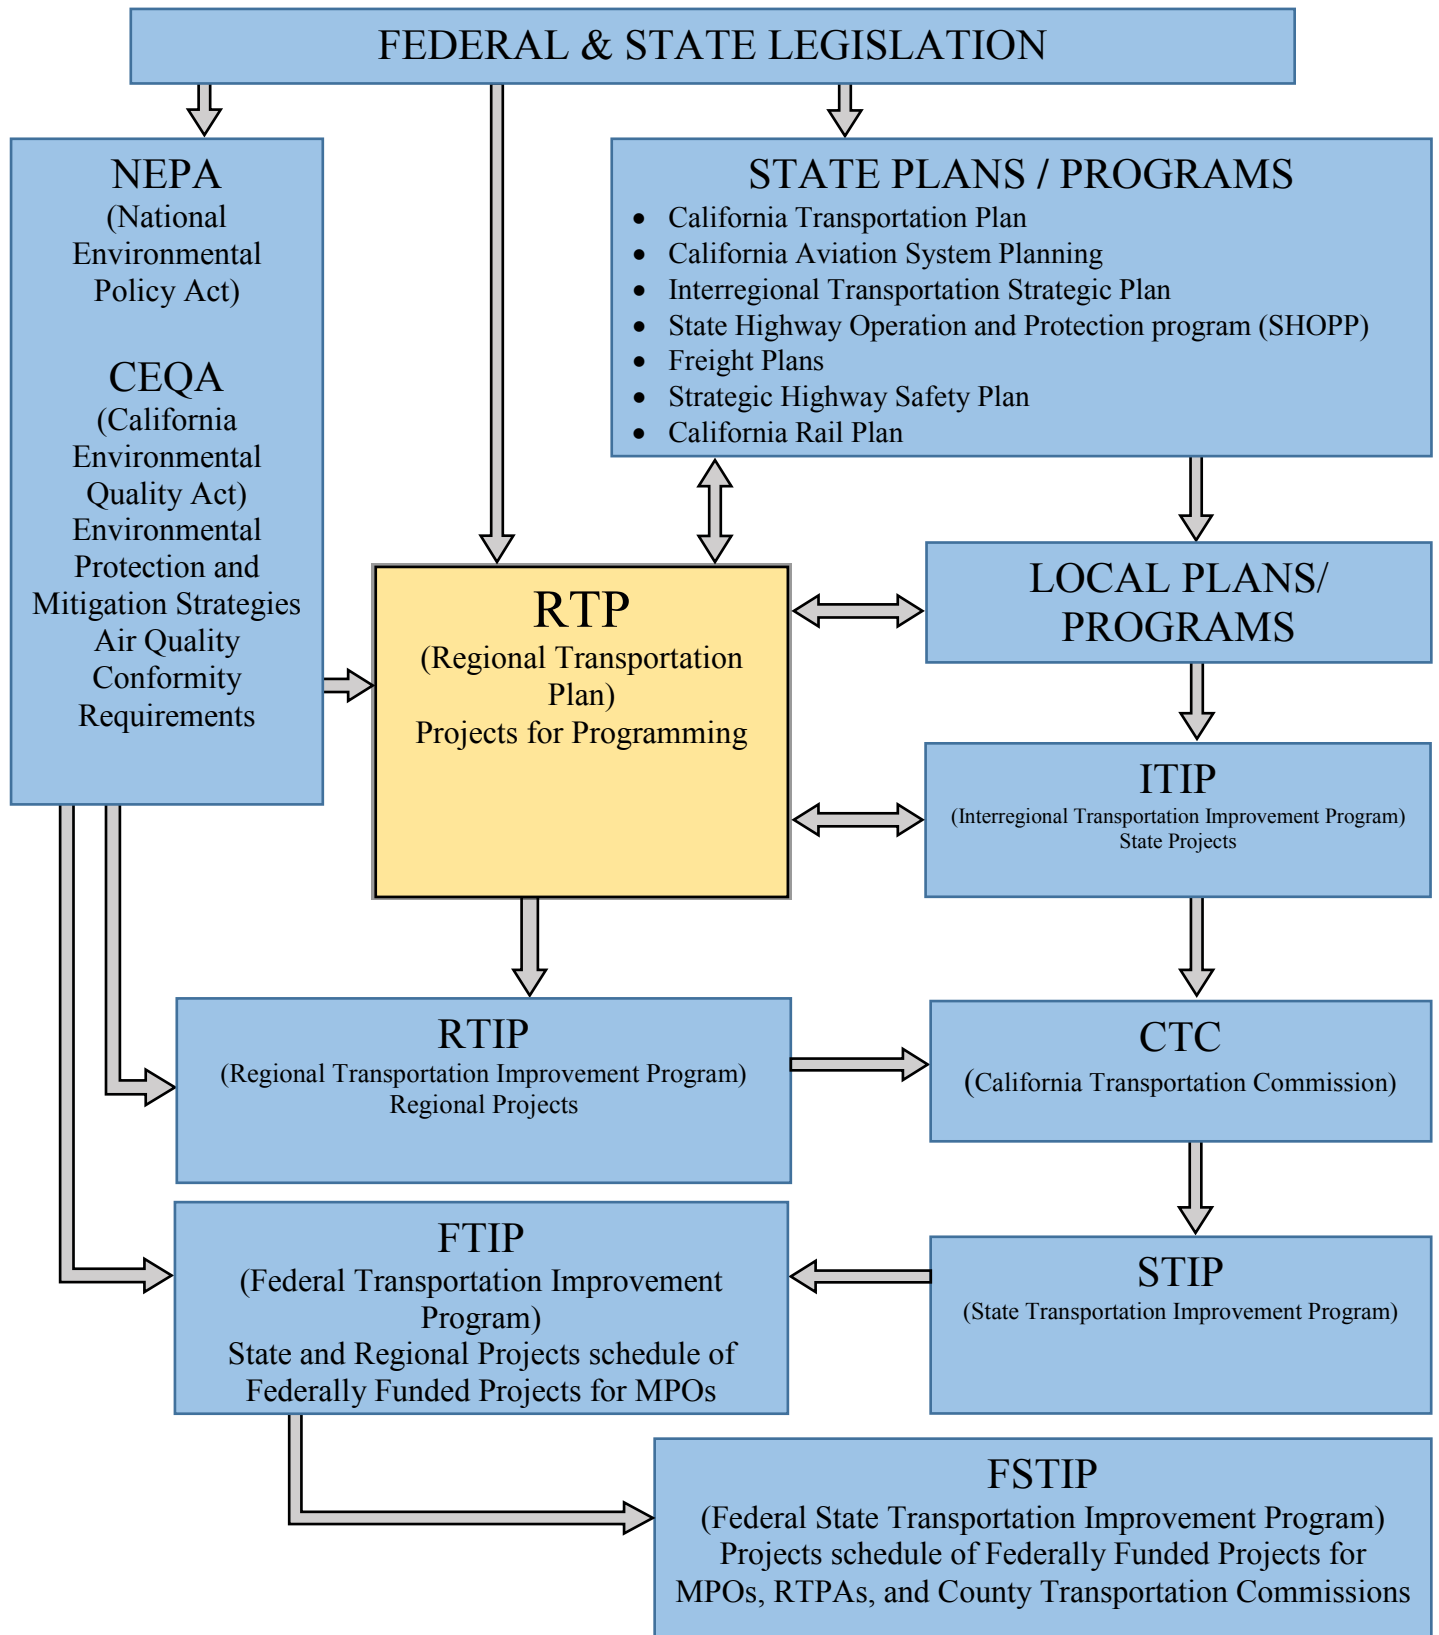 FEDERAL & STATE LEGISLATION
NEPA
(National
Environmental
Policy Act)
CEQA
(California
Environmental
Quality Act)
Environmental
Protection and
Mitigation Strategies
Air Quality
Conformity
Requirements
STATE PLANS / PROGRAMS
• California Transportation Plan
• California Aviation System Planning
• Interregional Transportation Strategic Plan
• State Highway Operation and Protection program (SHOPP)
• Freight Plans
• Strategic Highway Safety Plan
• California Rail Plan
RTP
(Regional Transportation
Plan)
Projects for Programming
LOCAL PLANS/
PROGRAMS
ITIP
(Interregional Transportation Improvement Program)
State Projects
RTIP
(Regional Transportation Improvement Program)
Regional Projects
CTC
(California Transportation Commission)
FTIP
(Federal Transportation Improvement
Program)
State and Regional Projects schedule of
Federally Funded Projects for MPOs
STIP
(State Transportation Improvement Program)
FSTIP
(Federal State Transportation Improvement Program)
Projects schedule of Federally Funded Projects for
MPOs, RTPAs, and County Transportation Commissions